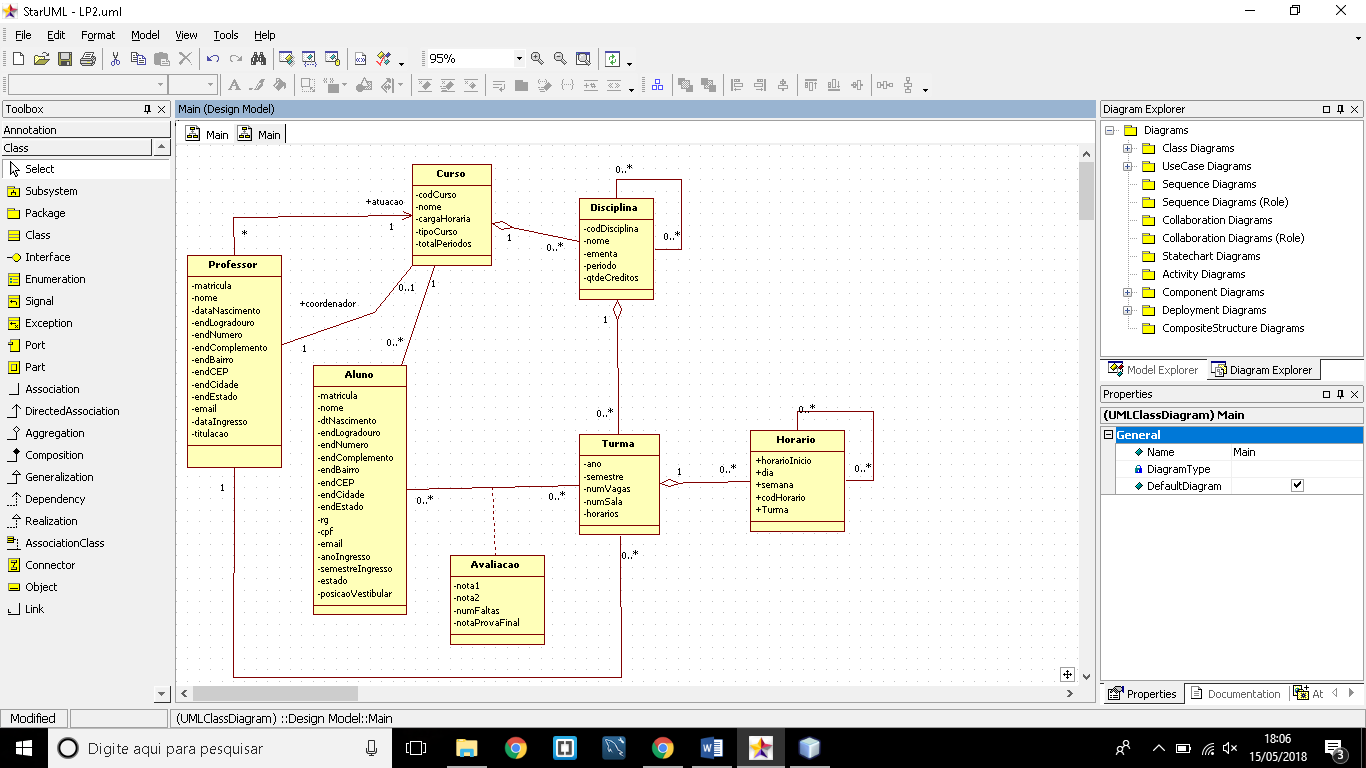 StarUML - LP2.uml
File Edit Format Model View Tools Help
95%
Toolbox
Annotation
Class
Select
Subsystem
Package
Class
Interface
Enumeration
Signal
Exception
Port
Part
Association
DirectedAssociation
Aggregation
Composition
Generalization
Dependency
Realization
AssociationClass
Connector
Object
Link
Main (Design Model)
Main Main
Curso
-codCurso
-nome
-cargaHoraria
-tipoCurso
-totalPeriodos
+atuacao
1
*
1
0..*
0..*
0..*
Disciplina
-codDisciplina
-nome
-ementa
-periodo
-qtdeCreditos
Professor
-matricula
-nome
-dataNascimento
-endLogradouro
-endNumero
-endComplemento
-endBairro
-endCEP
-endCidade
-endEstado
-email
-dataIngresso
-titulacao
+coordenador
0..1
1
1
0..*
1
0..*
Aluno
-matricula
-nome
-dtNascimento
-endLogradouro
-endNumero
-endComplemento
-endBairro
-endCEP
-endCidade
-endEstado
-rg
-cpf
-email
-anoIngresso
-semestreIngresso
-estado
-posicaoVestibular
Turma
-ano
-semestre
-numVagas
-numSala
-horarios
0..*
0..*
1
0..*
0..*
0..*
Horario
+horarioInicio
+dia
+semana
+codHorario
+Turma
1
0..*
Avaliacao
-nota1
-nota2
-numFaltas
-notaProvaFinal
Diagram Explorer
Diagrams
Class Diagrams
UseCase Diagrams
Sequence Diagrams
Sequence Diagrams (Role)
Collaboration Diagrams
Collaboration Diagrams (Role)
Statechart Diagrams
Activity Diagrams
Component Diagrams
Deployment Diagrams
CompositeStructure Diagrams
Model Explorer Diagram Explorer
Properties
(UMLClassDiagram) Main
General
Name Main
DiagramType
DefaultDiagram
Properties Documentation At
Modified
(UMLClassDiagram) ::Design Model::Main
Digite aqui para pesquisar
18:06
15/05/2018
3